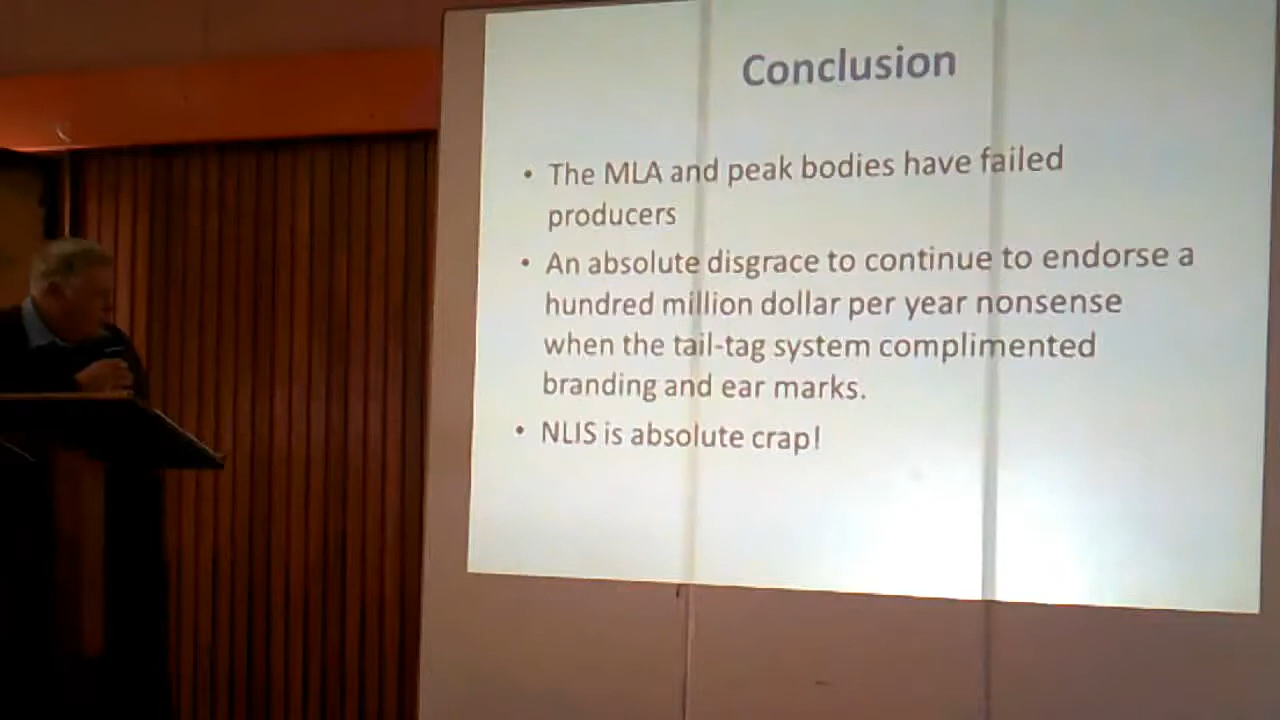 Conclusion
• The MLA and peak bodies have failed
producers
• An absolute disgrace to continue to endorse a
hundred million dollar per year nonsense
when the tail-tag system complimented
branding and ear marks.
• NLIS is absolute crap!